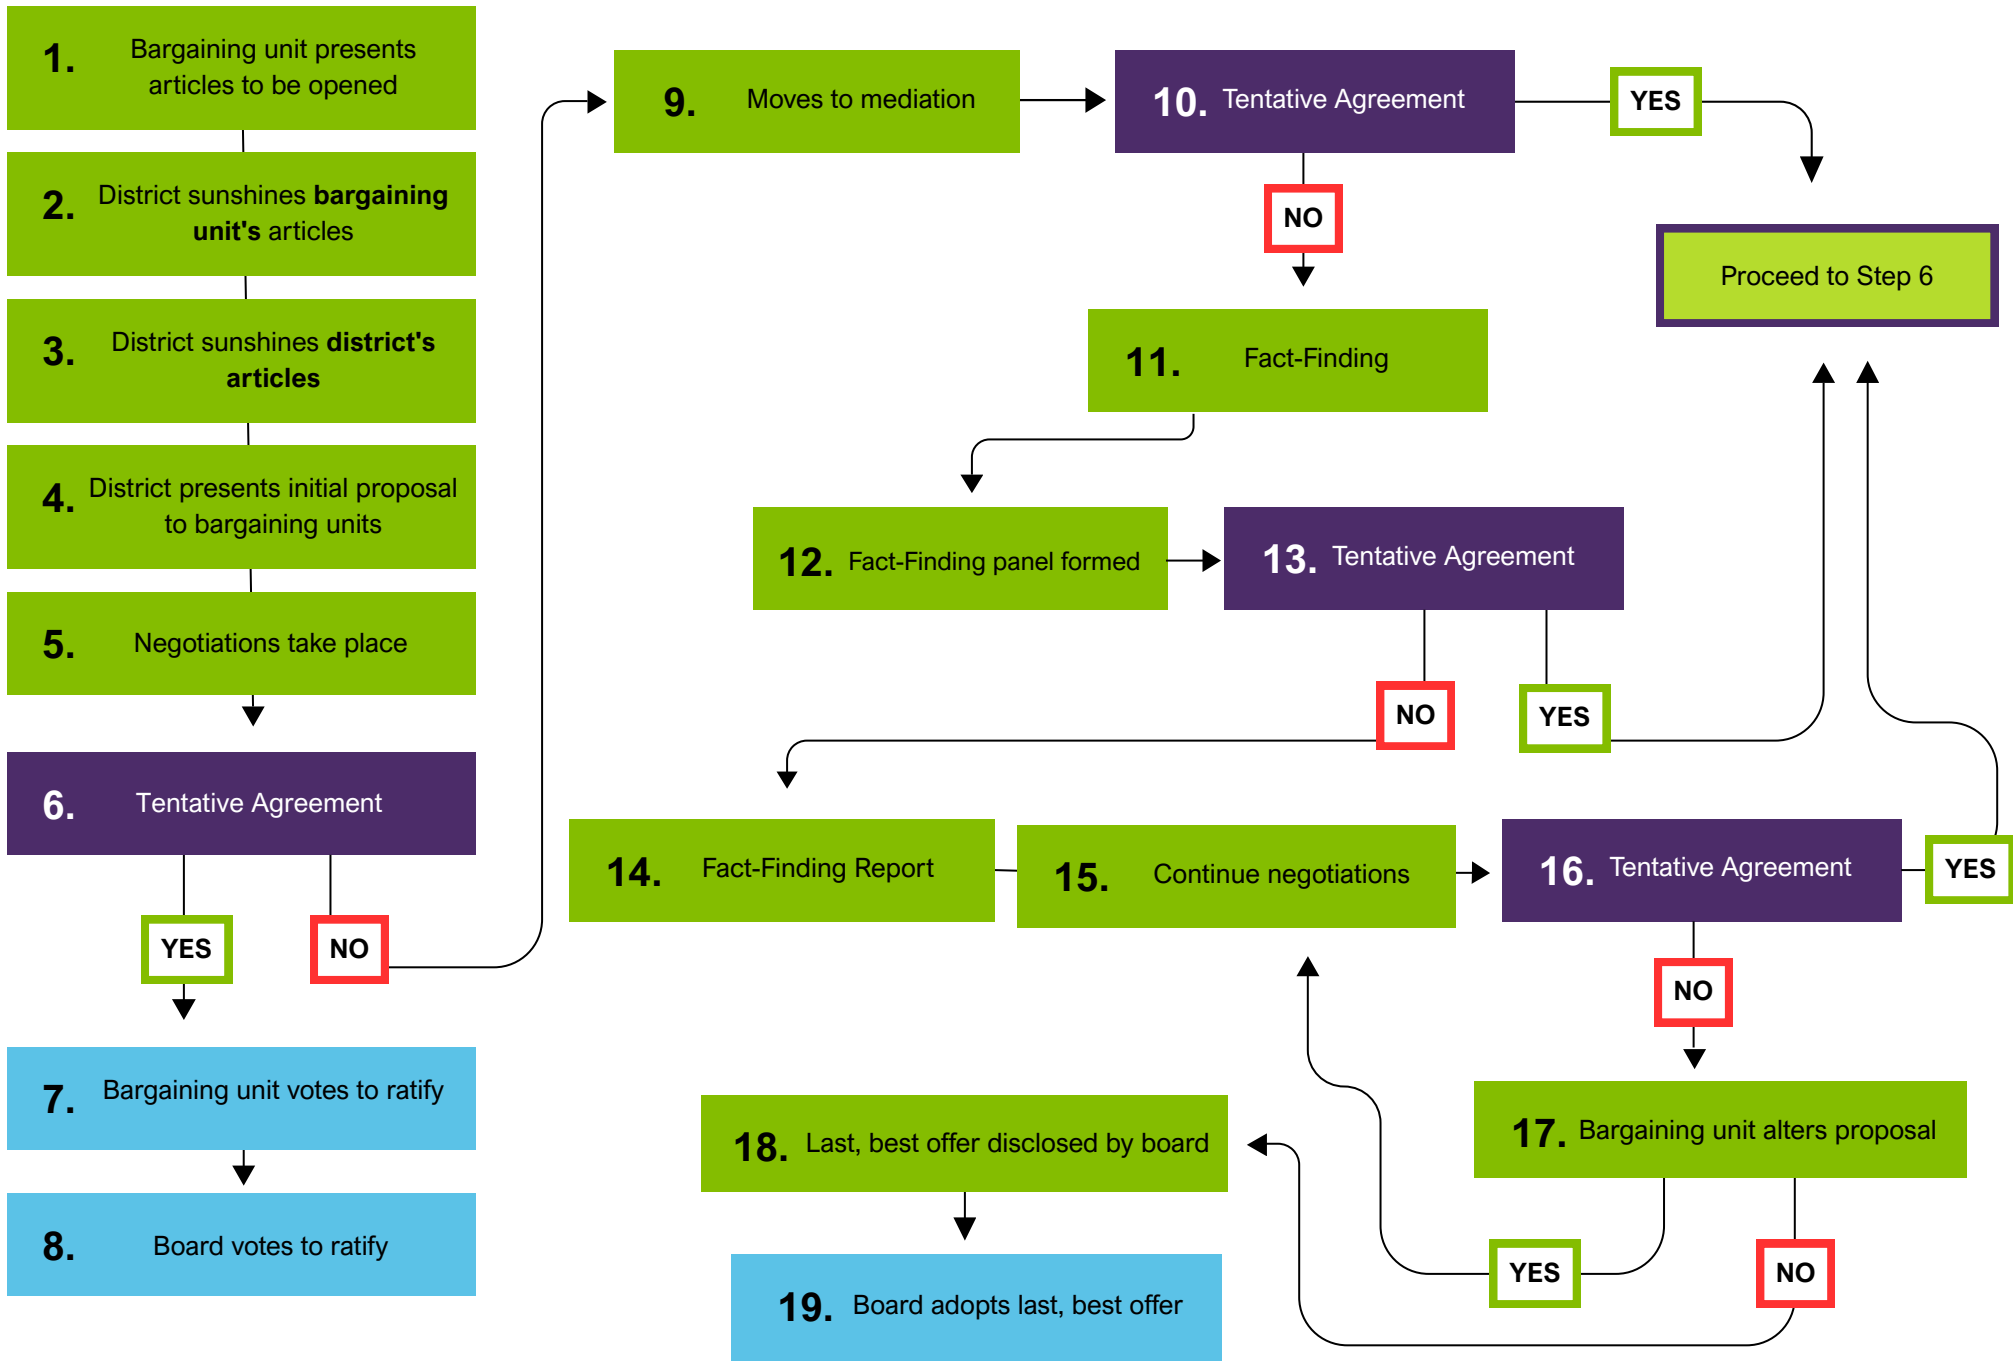 1. Bargaining unit presents
articles to be opened
2. District sunshines bargaining
unit's articles
3. District sunshines district's
articles
4. District presents initial proposal
to bargaining units
5. Negotiations take place
6. Tentative Agreement
YES
NO
7. Bargaining unit votes to ratify
8. Board votes to ratify
9. Moves to mediation
10. Tentative Agreement
YES
NO
Proceed to Step 6
11. Fact-Finding
12. Fact-Finding panel formed
13. Tentative Agreement
NO
YES
14. Fact-Finding Report
15. Continue negotiations
16. Tentative Agreement
YES
NO
17. Bargaining unit alters proposal
YES
NO
18. Last, best offer disclosed by board
19. Board adopts last, best offer